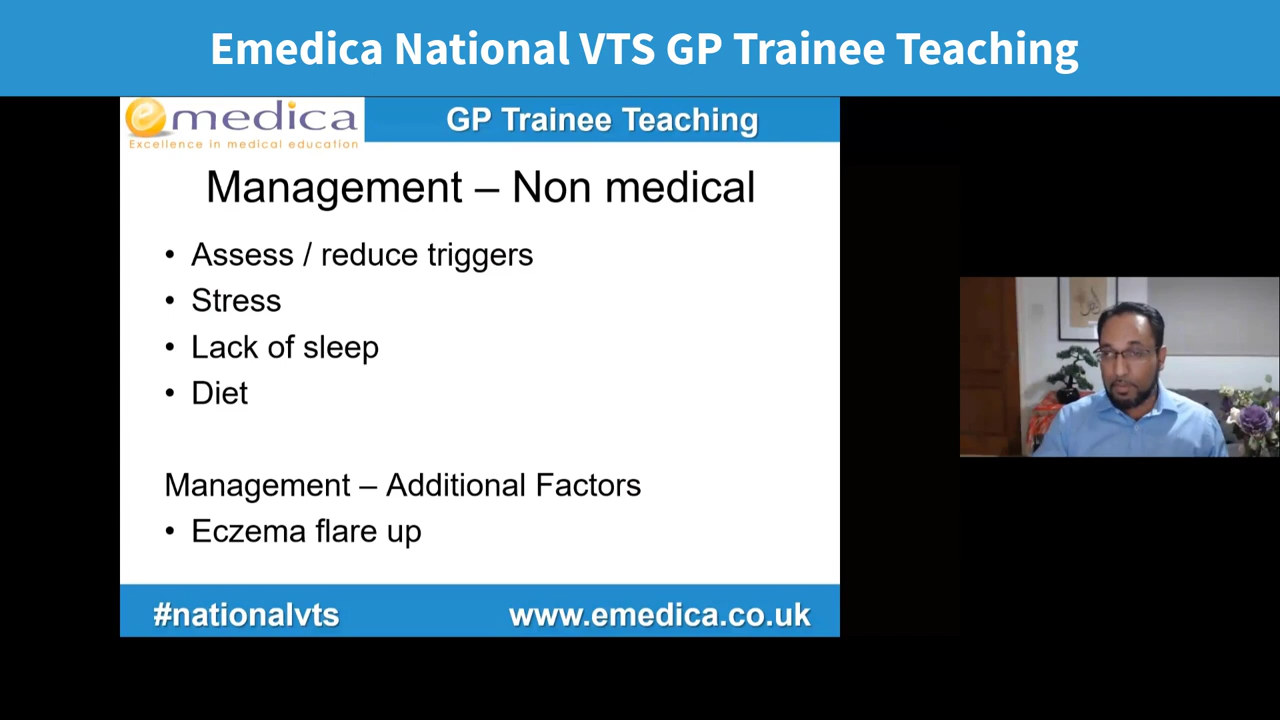 Emedica National VTS GP Trainee Teaching
emedica
Excellence in medical education
GP Trainee Teaching
Management – Non medical
• Assess / reduce triggers
• Stress
• Lack of sleep
• Diet
Management – Additional Factors
• Eczema flare up
#nationalvts
www.emedica.co.uk